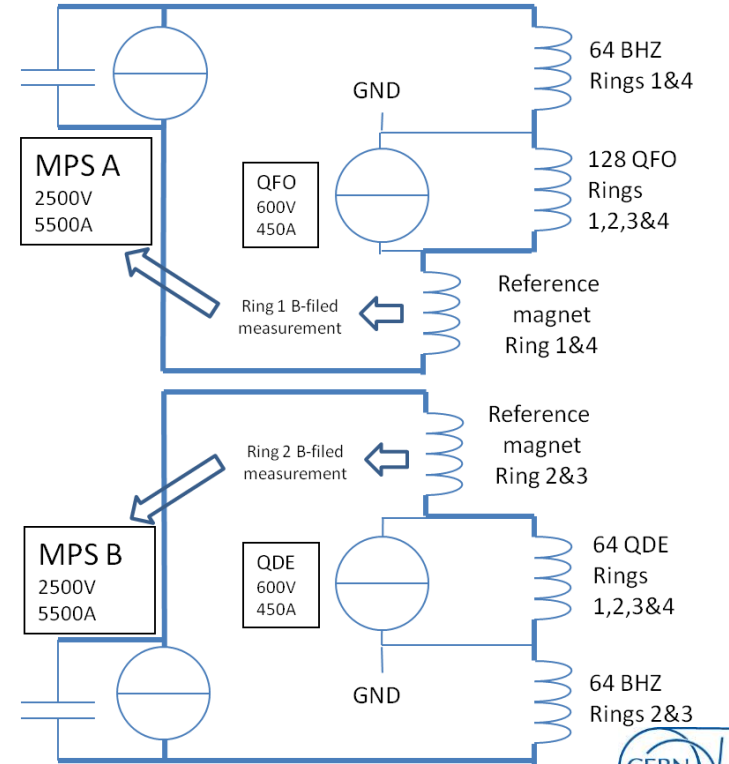 64 BHZ
Rings 1&4
GND
MPS A
2500V
5500A
QFO
600V
450A
128 QFO
Rings
1,2,3&4
Ring 1 B-filed
measurement
Reference
magnet
Ring 1&4
Ring 2 B-filed
measurement
Reference
magnet
Ring 2&3
MPS B
2500V
5500A
QDE
600V
450A
64 QDE
Rings
1,2,3&4
GND
64 BHZ
Rings 2&3
CERN